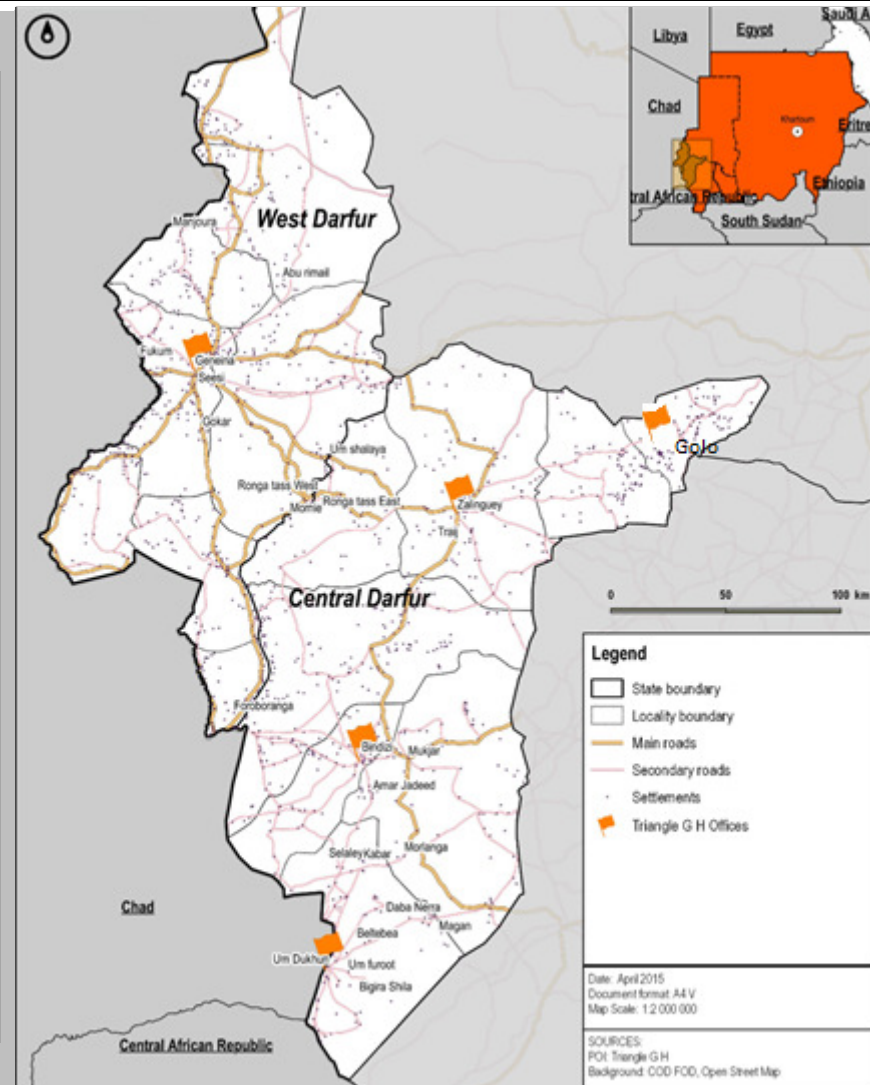 Libya
Egypt
Saudi A
Chad
Khartoum
Eritre
Ethiopia
tral African Republic
South Sudan
West Darfur
Manjoura
Abu rimail
Fukum
Geneina
Seesi
Gokar
Um shalaya
Golo
Ronga tass West
Ronga tass East
Mornie
Zalinguey
Traij
Central Darfur
0 50 100 km
Foroboranga
Bindizi
Mukjar
Amar Jadeed
Selaley
Kabar
Morlanga
Daba Nerra
Magan
Beltebea
Um Dukhun
Um furoot
Bigira Shila
Chad
Central African Republic
Legend
State boundary
Locality boundary
Main roads
Secondary roads
Settlements
Triangle G H Offices
Date: April 2015
Document format: A4 V
Map Scale: 1:2 000 000
SOURCES:
POI: Triangle G H
Background: COD FOD, Open Street Map